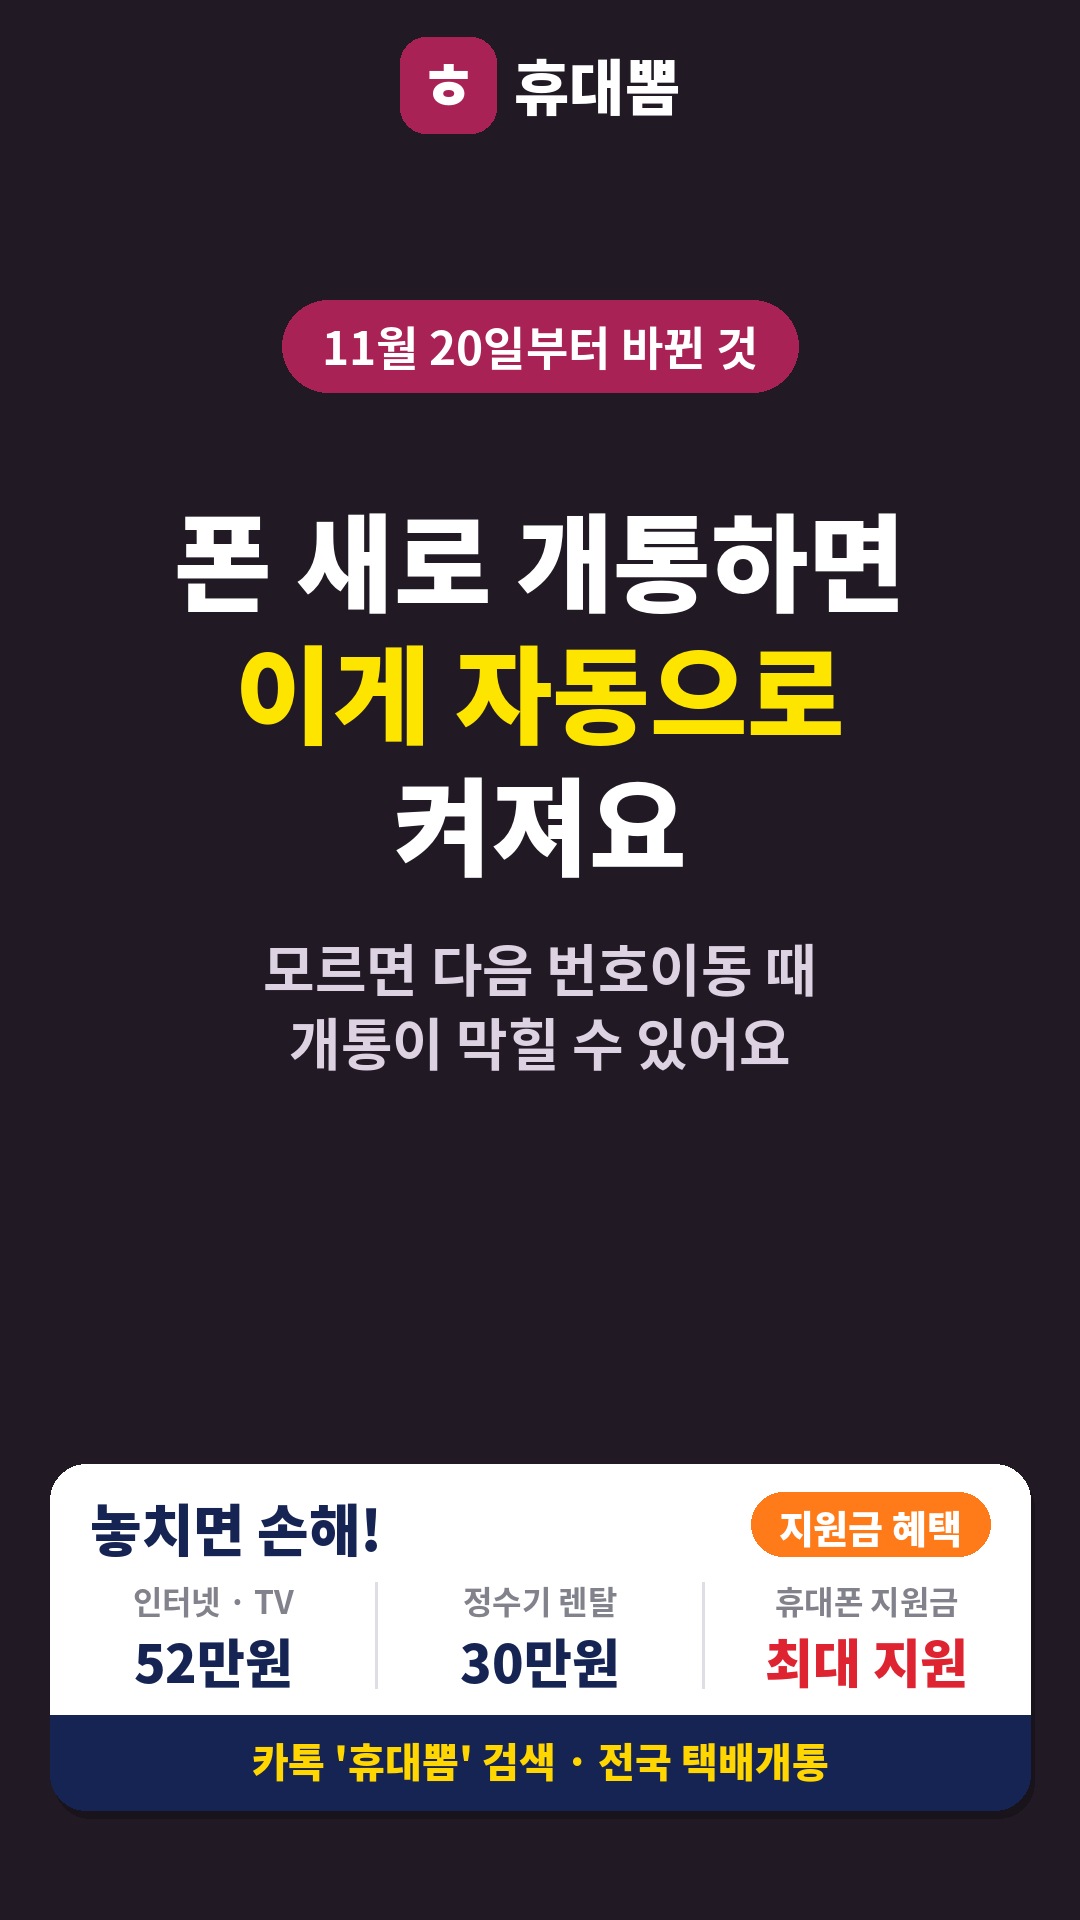 ㅎ 휴대뽐
11월 20일부터 바뀐 것
폰 새로 개통하면
이게 자동으로
켜져요
모르면 다음 번호이동 때
개통이 막힐 수 있어요
놓치면 손해!
지원금 혜택
인터넷 · TV
52만원
정수기 렌탈
30만원
휴대폰 지원금
최대 지원
카톡 '휴대뽐' 검색 · 전국 택배개통